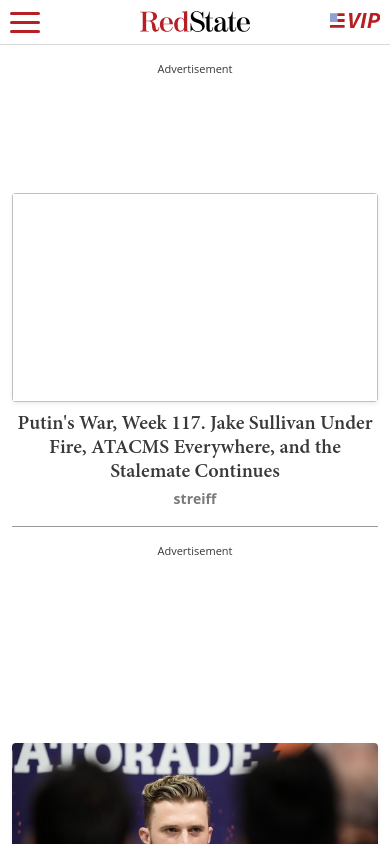 RedState
VIP
Advertisement
Putin's War, Week 117. Jake Sullivan Under
Fire, ATACMS Everywhere, and the
Stalemate Continues
streiff
Advertisement
ATORADE